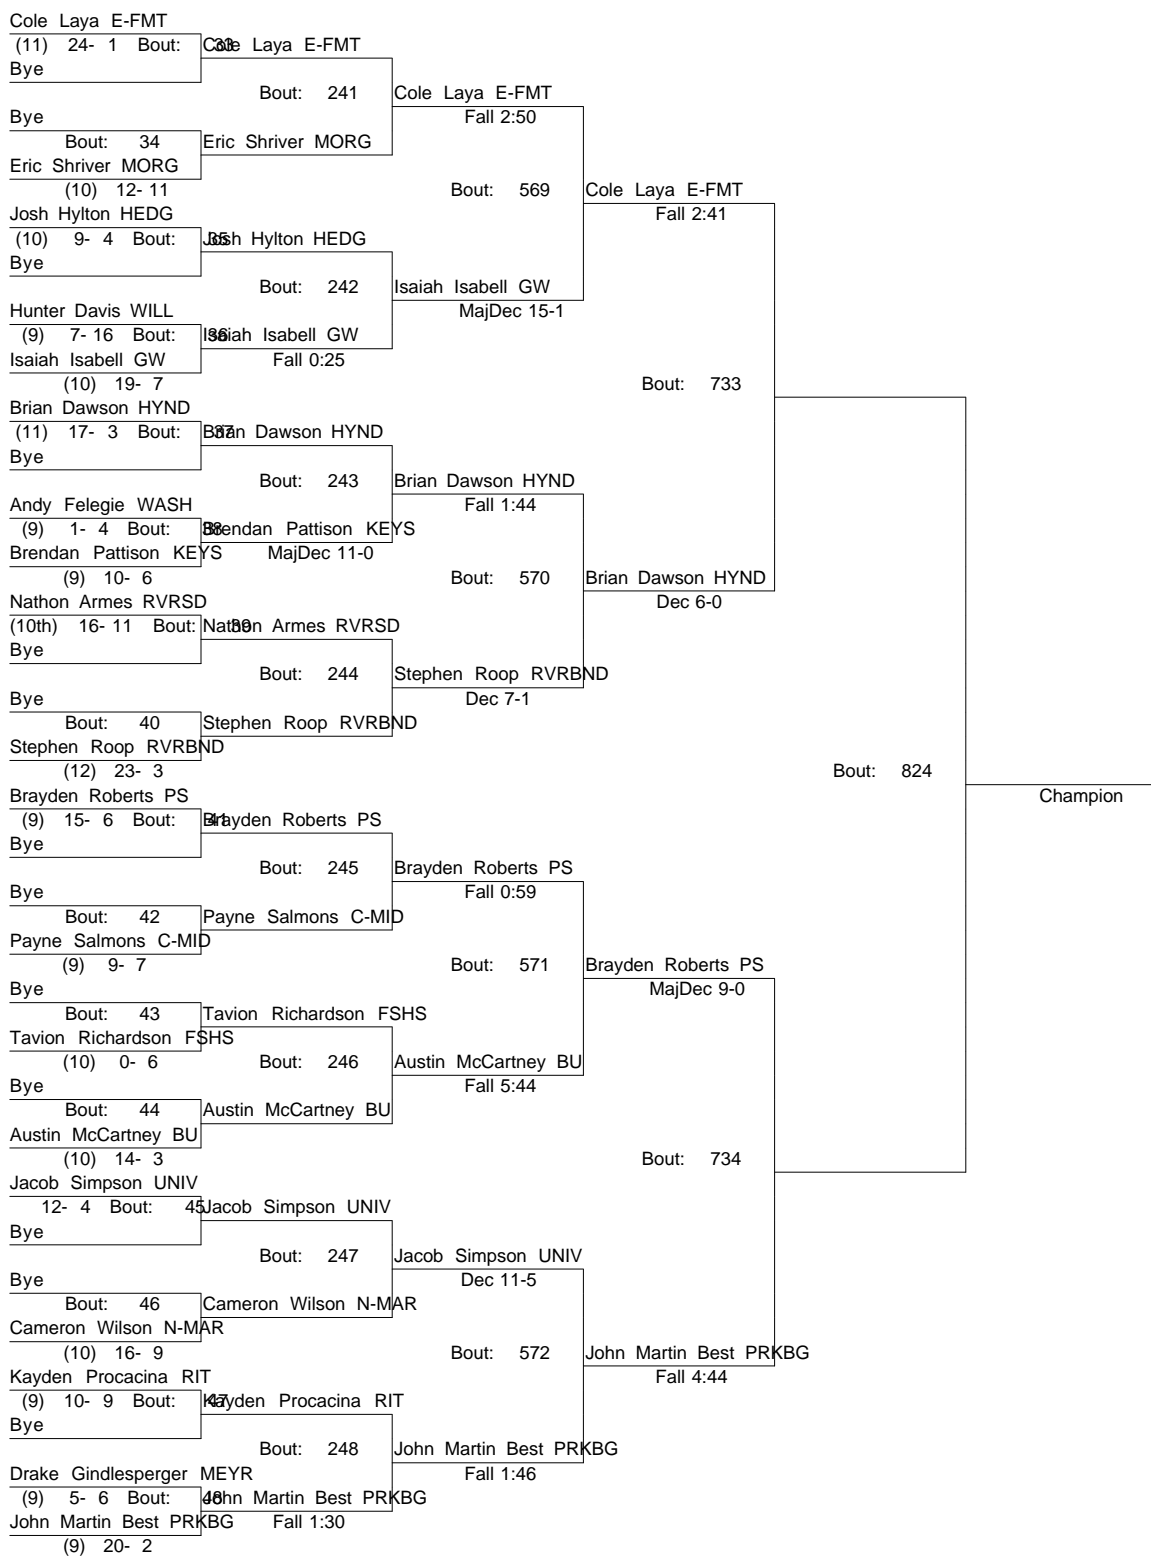 Cole Laya E-FMT
(11) 24- 1 Bout: 33 Cole Laya E-FMT
Bye
Bout: 241 Cole Laya E-FMT
Bye Fall 2:50
Bout: 34 Eric Shriver MORG
Eric Shriver MORG
(10) 12- 11 Bout: 569 Cole Laya E-FMT
Josh Hylton HEDG Fall 2:41
(10) 9- 4 Bout: 35 Josh Hylton HEDG
Bye
Bout: 242 Isaiah Isabell GW
Hunter Davis WILL MajDec 15-1
(9) 7- 16 Bout: 36 Isaiah Isabell GW
Isaiah Isabell GW Fall 0:25
(10) 19- 7 Bout: 733
Brian Dawson HYND
(11) 17- 3 Bout: 37 Brian Dawson HYND
Bye
Bout: 243 Brian Dawson HYND
Andy Felegie WASH Fall 1:44
(9) 1- 4 Bout: 38 Brendan Pattison KEYS
Brendan Pattison KEYS MajDec 11-0
(9) 10- 6 Bout: 570 Brian Dawson HYND
Nathon Armes RVRSD Dec 6-0
(10th) 16- 11 Bout: 39 Nathon Armes RVRSD
Bye
Bout: 244 Stephen Roop RVRBND
Bye Dec 7-1
Bout: 40 Stephen Roop RVRBND
Stephen Roop RVRBND
(12) 23- 3 Bout: 824
Brayden Roberts PS Champion
(9) 15- 6 Bout: 41 Brayden Roberts PS
Bye
Bout: 245 Brayden Roberts PS
Bye Fall 0:59
Bout: 42 Payne Salmons C-MID
Payne Salmons C-MID
(9) 9- 7 Bout: 571 Brayden Roberts PS
Bye MajDec 9-0
Bout: 43 Tavion Richardson FSHS
Tavion Richardson FSHS
(10) 0- 6 Bout: 246 Austin McCartney BU
Bye Fall 5:44
Bout: 44 Austin McCartney BU
Austin McCartney BU
(10) 14- 3 Bout: 734
Jacob Simpson UNIV
12- 4 Bout: 45 Jacob Simpson UNIV
Bye
Bout: 247 Jacob Simpson UNIV
Bye Dec 11-5
Bout: 46 Cameron Wilson N-MAR
Cameron Wilson N-MAR
(10) 16- 9 Bout: 572 John Martin Best PRKBG
Kayden Procacina RIT Fall 4:44
(9) 10- 9 Bout: 47 Kayden Procacina RIT
Bye
Bout: 248 John Martin Best PRKBG
Drake Gindlesperger MEYR Fall 1:46
(9) 5- 6 Bout: 48 John Martin Best PRKBG
John Martin Best PRKBG Fall 1:30
(9) 20- 2